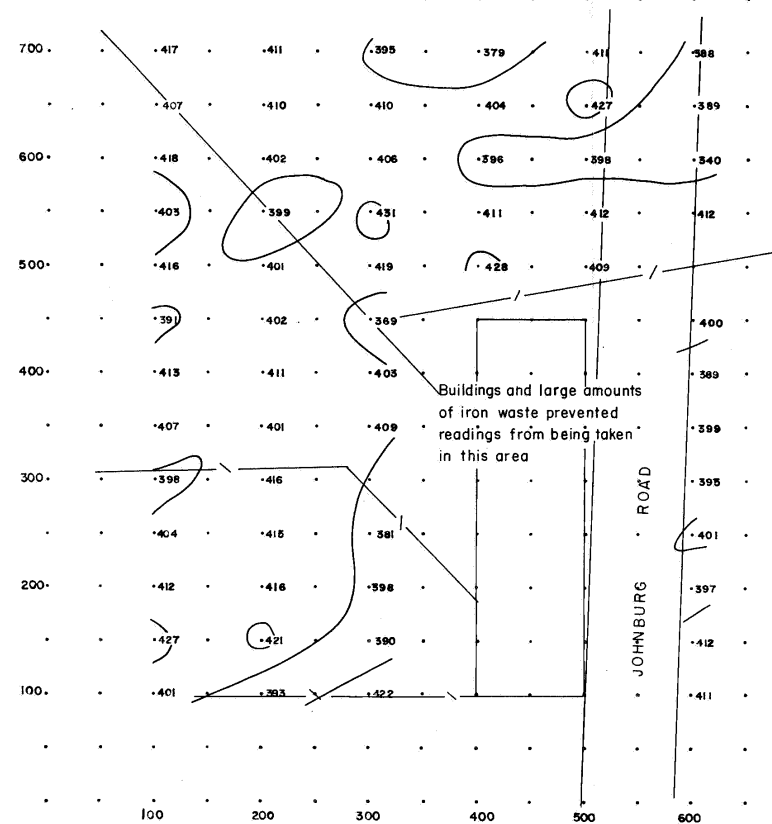 700 417 411 395 379 411 388
407 410 410 404 427 389
600 418 402 406 396 398 340
403 399 431 411 412 412
500 416 401 419 428 409
391 402 369 400
400 413 411 403 389
Buildings and large amounts
of iron waste prevented
readings from being taken
in this area
407 401 409 399
300 398 416 395
404 415 381 401
200 412 416 398 397
427 421 390 412
100 401 393 422 411
JOHNBURG ROAD
100 200 300 400 500 600